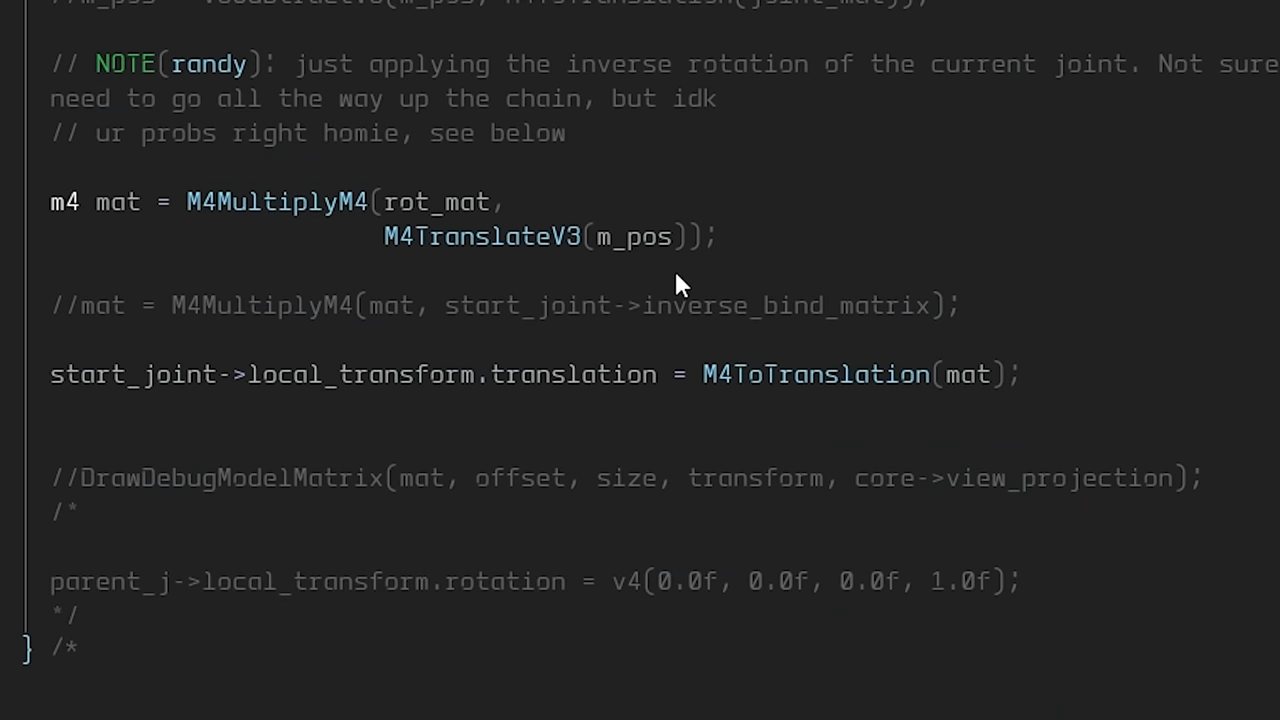 // NOTE(randy): just applying the inverse rotation of the current joint. Not sure
need to go all the way up the chain, but idk
// ur probs right homie, see below
m4 mat = M4MultiplyM4(rot_mat,
M4TranslateV3(m_pos));
//mat = M4MultiplyM4(mat, start_joint->inverse_bind_matrix);
start_joint->local_transform.translation = M4ToTranslation(mat);
//DrawDebugModelMatrix(mat, offset, size, transform, core->view_projection);
/*
parent_j->local_transform.rotation = v4(0.0f, 0.0f, 0.0f, 1.0f);
*/
} /*